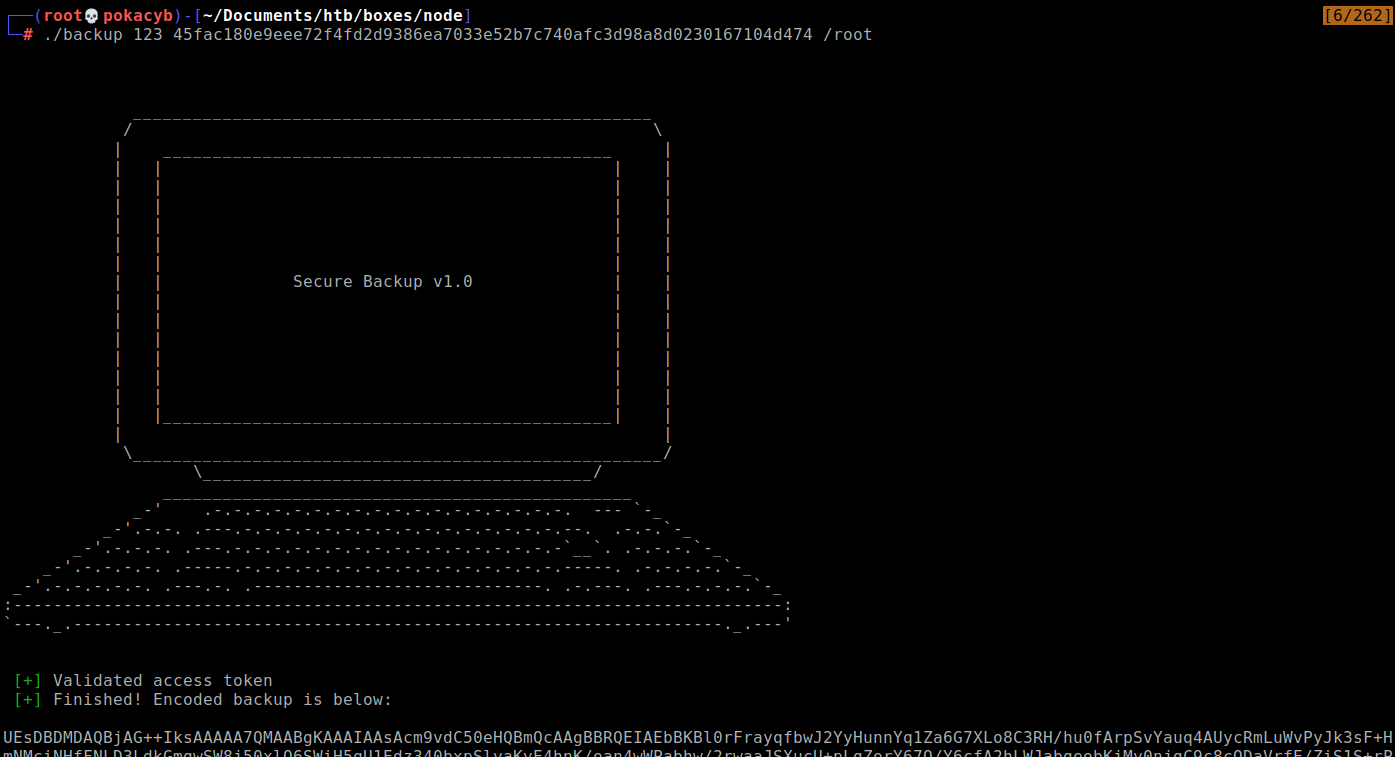 ┌──(root💀pokacyb)-[~/Documents/htb/boxes/node] [6/262]
└─# ./backup 123 45fac180e9eee72f4fd2d9386ea7033e52b7c740afc3d98a8d0230167104d474 /root
Secure Backup v1.0
[+] Validated access token
[+] Finished! Encoded backup is below:
UEsDBDMDAQBjAG++IksAAAAA7QMAABgKAAAIAAsAcm9vdC50eHQBmQcAAgBBRQEIAEbBKBl0rFrayqfbwJ2YyHunnYq1Za6G7XLo8C3RH/hu0fArpSvYauq4AUycRmLuWvPyJk3sF+H